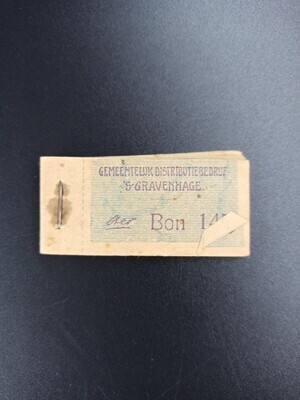 GEMEENTELIJK DISTRIBUTIEBEDRIJF
'S-GRAVENHAGE.
Bon 14